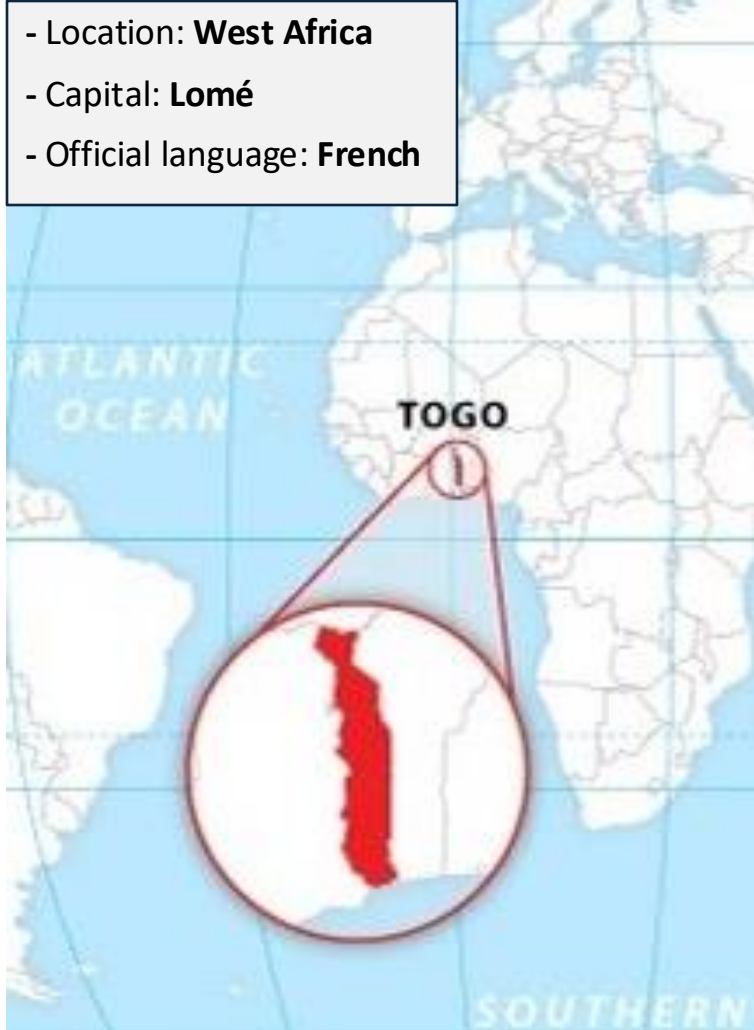 - Location: West Africa
- Capital: Lomé
- Official language: French
ATLANTIC
OCEAN
TOGO
SOUTHERN